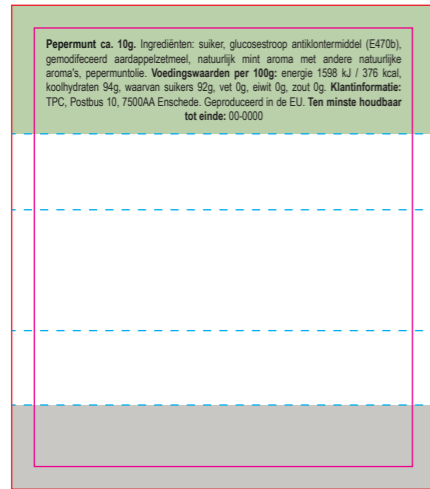 Pepermunt ca. 10g. Ingrediënten: suiker, glucosestroop antiklontermiddel (E470b),
gemodifeceerd aardappelzetmeel, natuurlijk mint aroma met andere natuurlijke
aroma's, pepermuntolie. Voedingswaarden per 100g: energie 1598 kJ / 376 kcal,
koolhydraten 94g, waarvan suikers 92g, vet 0g, eiwit 0g, zout 0g. Klantinformatie:
TPC, Postbus 10, 7500AA Enschede. Geproduceerd in de EU. Ten minste houdbaar
tot einde: 00-0000